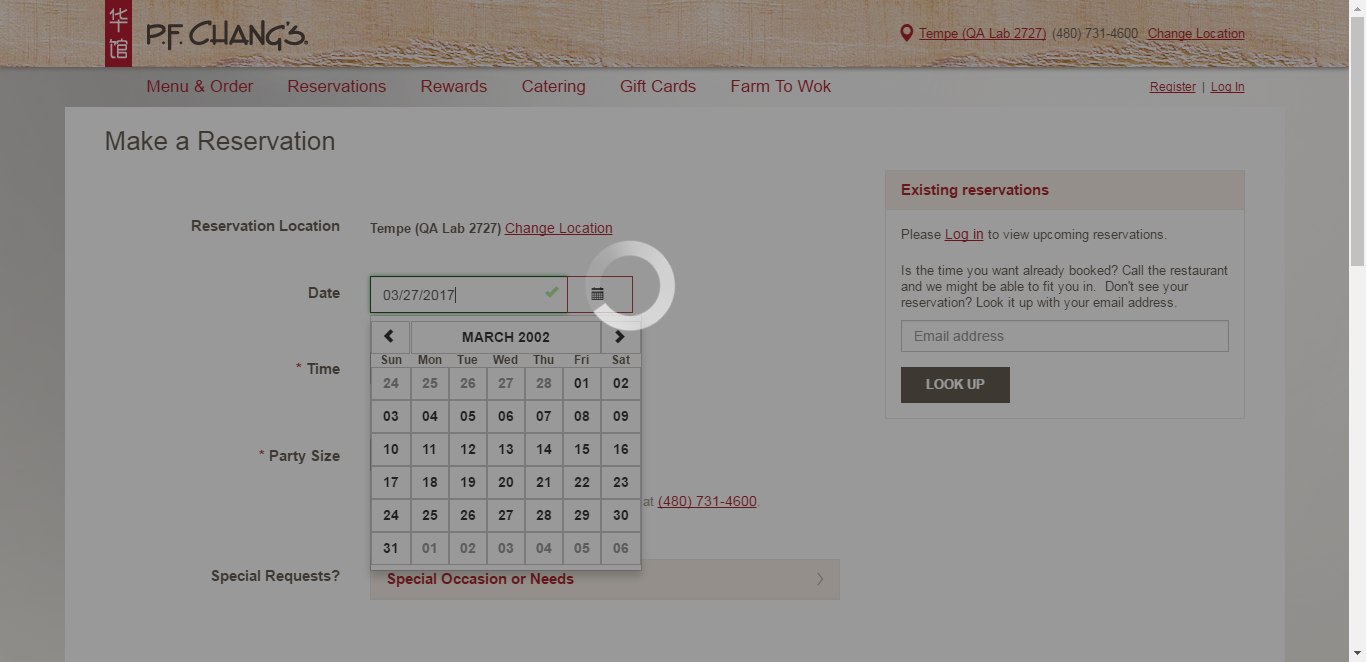 华
馆
P.F. CHANG'S.
Tempe (QA Lab 2727) (480) 731-4600 Change Location
Menu & Order Reservations Rewards Catering Gift Cards Farm To Wok
Register | Log In
Make a Reservation
Reservation Location
Tempe (QA Lab 2727) Change Location
Date
03/27/2017
MARCH 2002
Sun Mon Tue Wed Thu Fri Sat
24 25 26 27 28 01 02
03 04 05 06 07 08 09
10 11 12 13 14 15 16
17 18 19 20 21 22 23
24 25 26 27 28 29 30
31 01 02 03 04 05 06
* Time
* Party Size
at (480) 731-4600.
Special Requests?
Special Occasion or Needs
Existing reservations
Please Log in to view upcoming reservations.
Is the time you want already booked? Call the restaurant
and we might be able to fit you in. Don't see your
reservation? Look it up with your email address.
Email address
LOOK UP